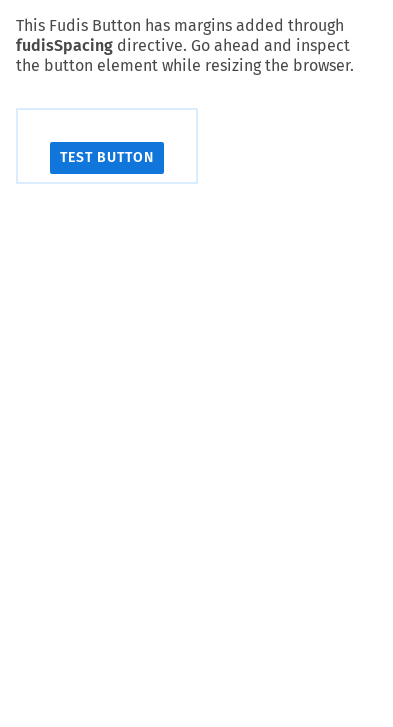 This Fudis Button has margins added through
fudisSpacing directive. Go ahead and inspect
the button element while resizing the browser.
TEST BUTTON